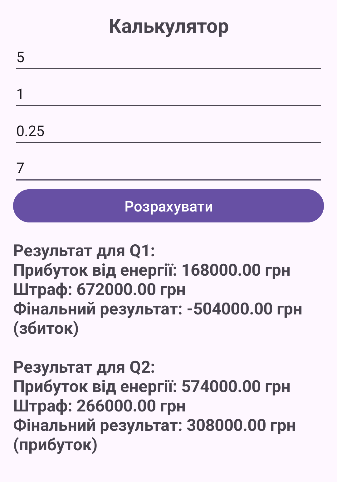 Калькулятор
5
1
0.25
7
Розрахувати
Результат для Q1:
Прибуток від енергії: 168000.00 грн
Штраф: 672000.00 грн
Фінальний результат: -504000.00 грн
(збиток)
Результат для Q2:
Прибуток від енергії: 574000.00 грн
Штраф: 266000.00 грн
Фінальний результат: 308000.00 грн
(прибуток)